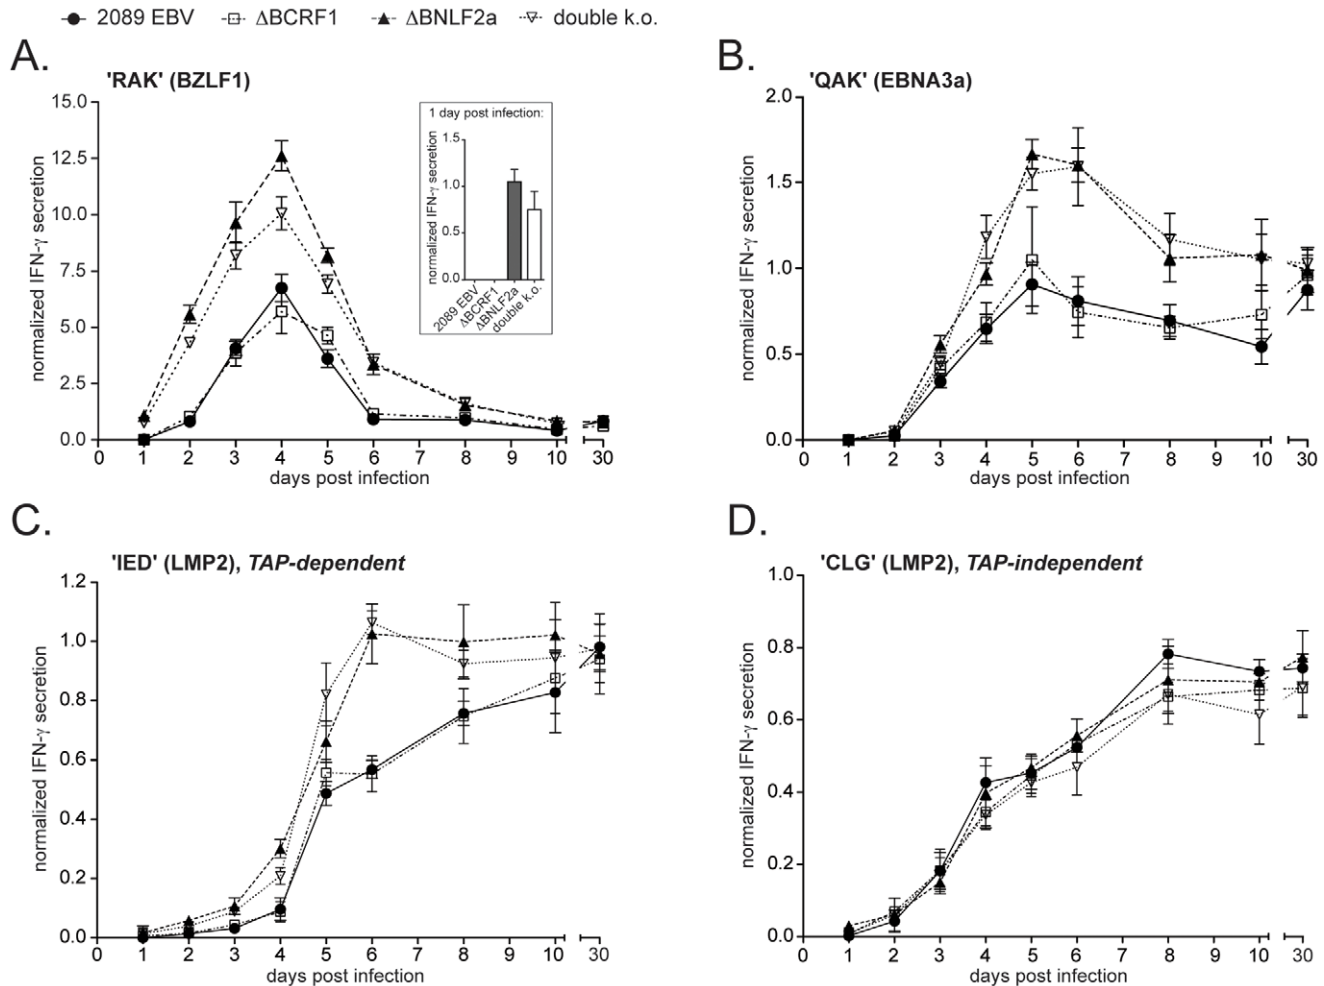 2089 EBV ΔBCRF1 ΔBNLF2a double k.o.
A.
'RAK' (BZLF1)
normalized IFN-γ secretion
15.0
12.5
10.0
7.5
5.0
2.5
0.0
0 1 2 3 4 5 6 7 8 9 10 30
days post infection
1 day post infection:
normalized IFN-γ secretion
1.5
1.0
0.5
0.0
2089 EBV
ΔBCRF1
ΔBNLF2a
double k.o.
B.
'QAK' (EBNA3a)
normalized IFN-γ secretion
2.0
1.5
1.0
0.5
0.0
0 1 2 3 4 5 6 7 8 9 10 30
days post infection
C.
'IED' (LMP2), TAP-dependent
normalized IFN-γ secretion
1.2
1.0
0.8
0.6
0.4
0.2
0.0
0 1 2 3 4 5 6 7 8 9 10 30
days post infection
D.
'CLG' (LMP2), TAP-independent
normalized IFN-γ secretion
1.0
0.8
0.6
0.4
0.2
0.0
0 1 2 3 4 5 6 7 8 9 10 30
days post infection